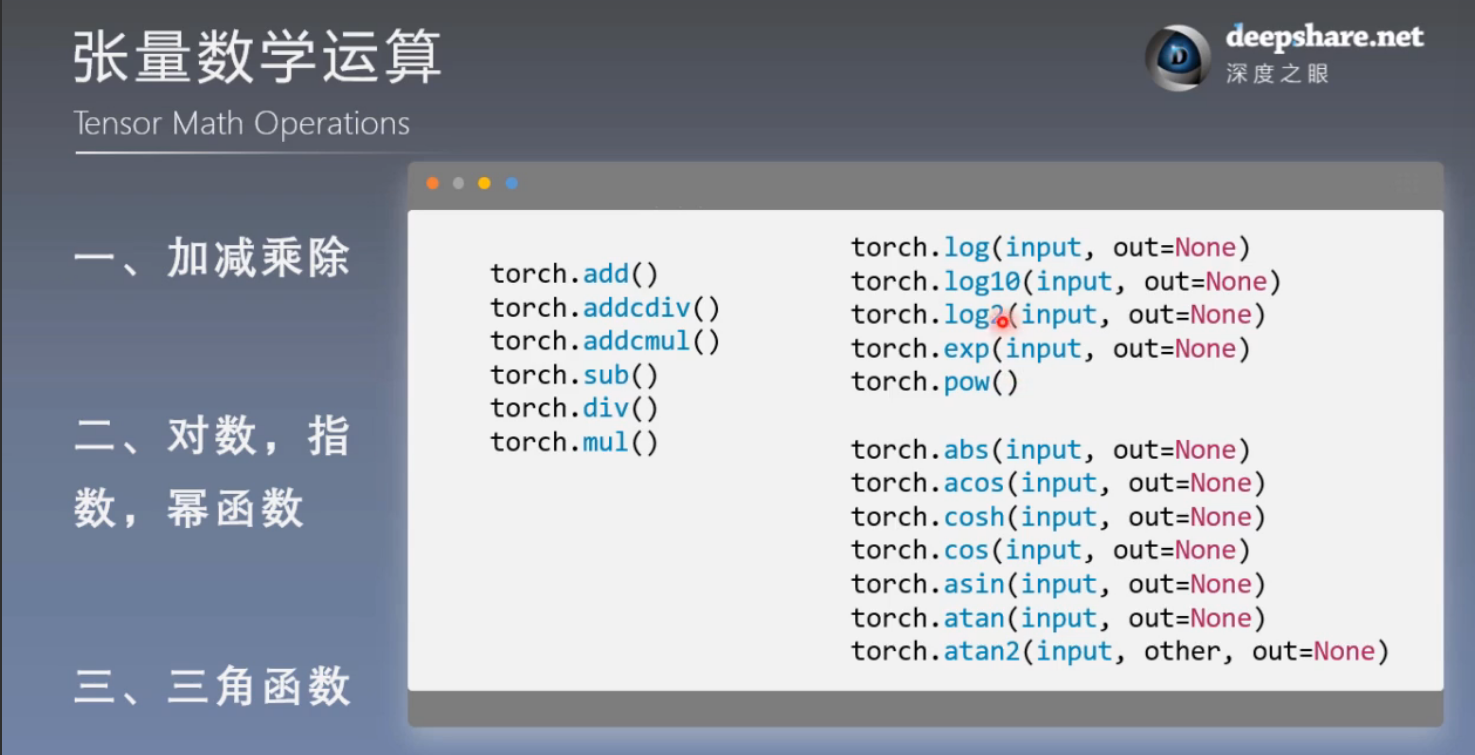 张量数学运算
Tensor Math Operations
deepshare.net
深度之眼
一、加减乘除
二、对数，指
数，幂函数
三、三角函数
torch.add()
torch.addcdiv()
torch.addcmul()
torch.sub()
torch.div()
torch.mul()
torch.log(input, out=None)
torch.log10(input, out=None)
torch.log2(input, out=None)
torch.exp(input, out=None)
torch.pow()
torch.abs(input, out=None)
torch.acos(input, out=None)
torch.cosh(input, out=None)
torch.cos(input, out=None)
torch.asin(input, out=None)
torch.atan(input, out=None)
torch.atan2(input, other, out=None)